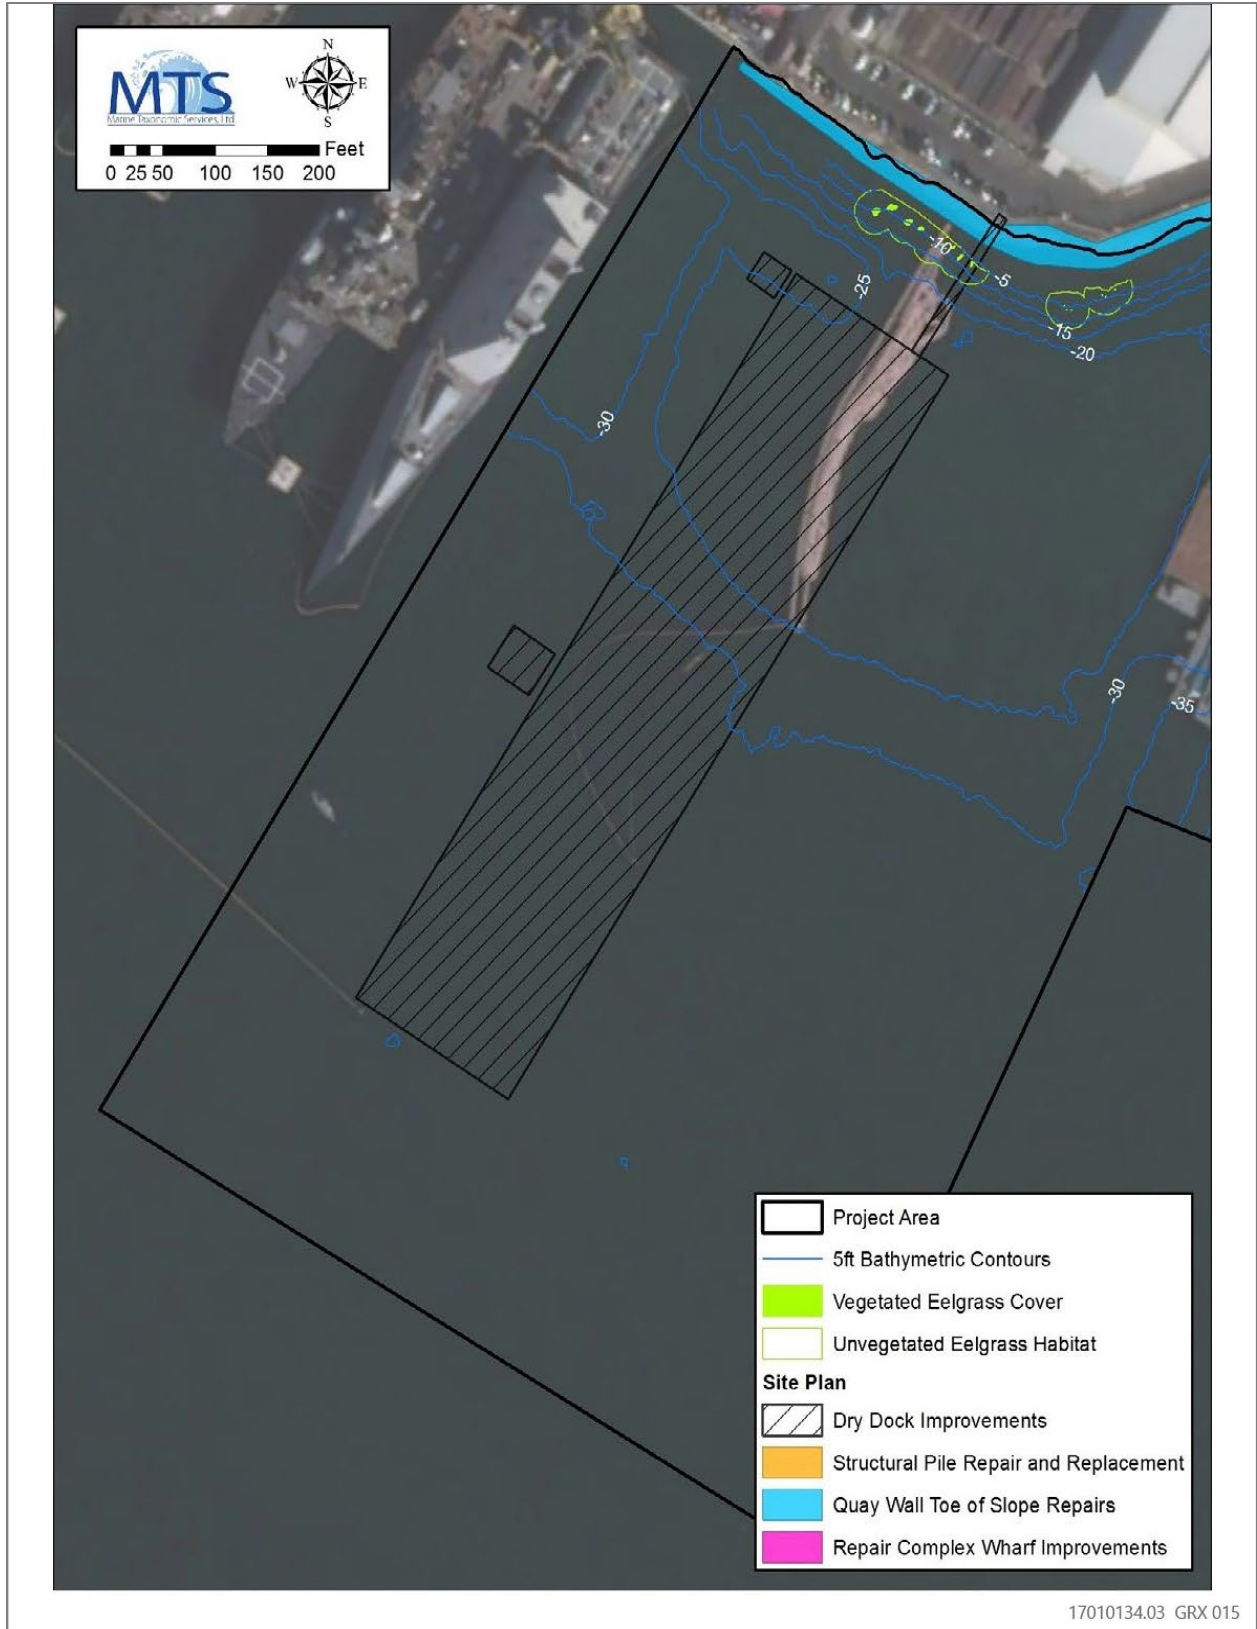 MTS
Marine Taxonomic Services, Ltd
N
W E
S
Feet
0 25 50 100 150 200
-10
-5
-25
-15
-20
-30
-30
-35
Project Area
5ft Bathymetric Contours
Vegetated Eelgrass Cover
Unvegetated Eelgrass Habitat
Site Plan
Dry Dock Improvements
Structural Pile Repair and Replacement
Quay Wall Toe of Slope Repairs
Repair Complex Wharf Improvements
17010134.03 GRX 015